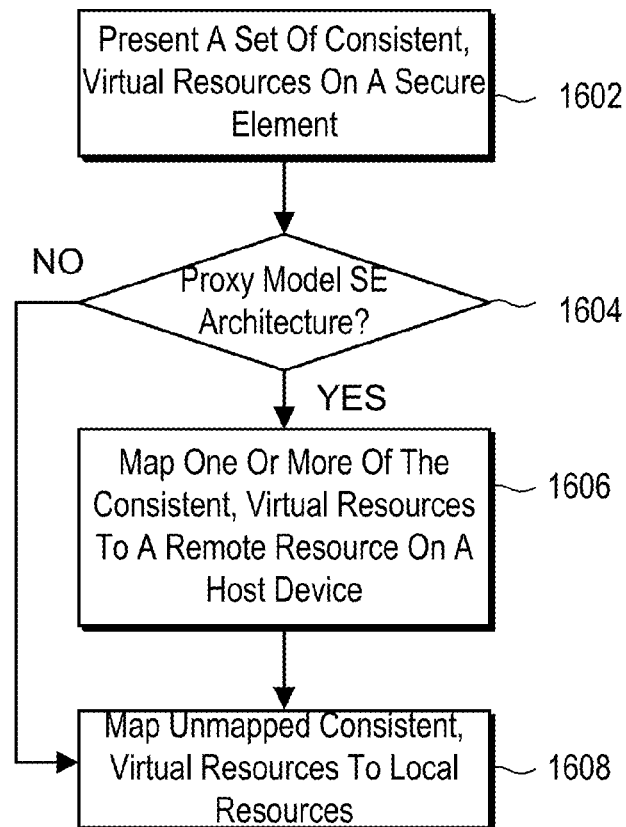 Present A Set Of Consistent,
Virtual Resources On A Secure
Element
1602
NO
Proxy Model SE
Architecture?
1604
YES
Map One Or More Of The
Consistent, Virtual Resources
To A Remote Resource On A
Host Device
1606
Map Unmapped Consistent,
Virtual Resources To Local
Resources
1608